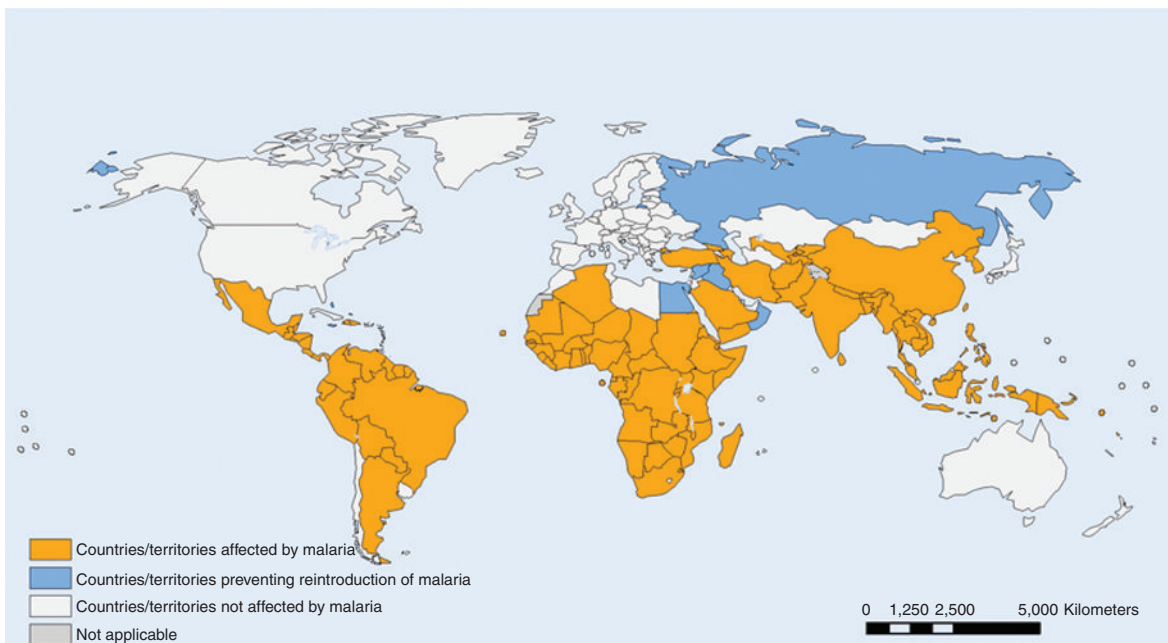 Countries/territories affected by malaria
Countries/territories preventing reintroduction of malaria
Countries/territories not affected by malaria
Not applicable
0 1,250 2,500 5,000 Kilometers